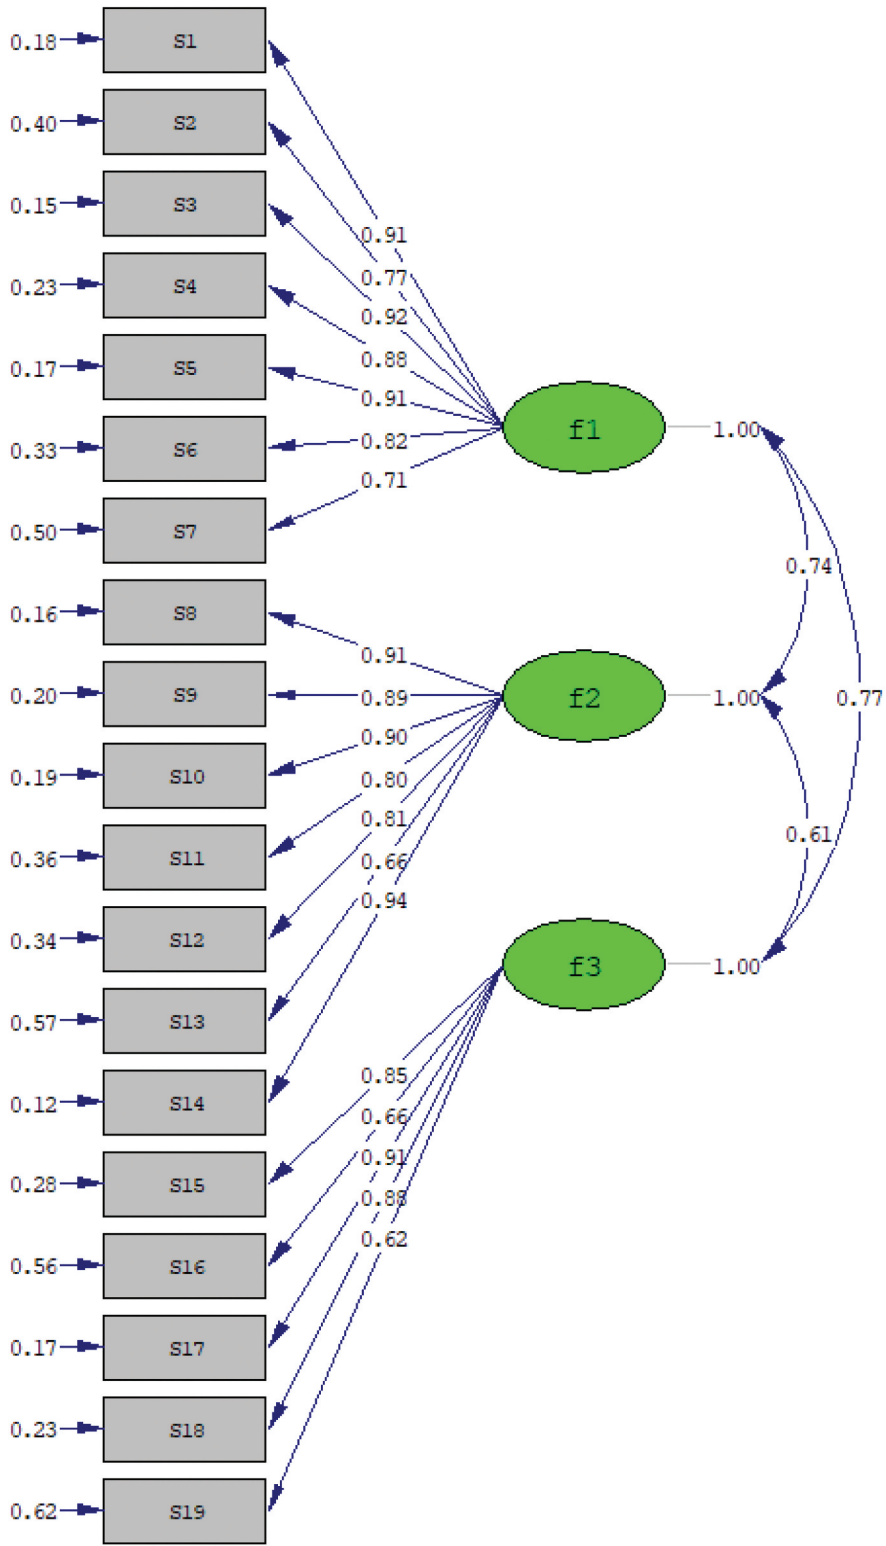 0.18 S1
0.40 S2
0.15 S3
0.91
0.77
0.23 S4
0.92
0.88
0.17 S5
0.91
f1 1.00
0.33 S6
0.82
0.71
0.50 S7
0.74
0.16 S8
0.91
0.20 S9
0.89
f2 1.00
0.77
0.90
0.19 S10
0.80
0.81
0.61
0.36 S11
0.66
0.94
0.34 S12
f3 1.00
0.57 S13
0.85
0.12 S14
0.66
0.91
0.28 S15
0.88
0.62
0.56 S16
0.17 S17
0.23 S18
0.62 S19